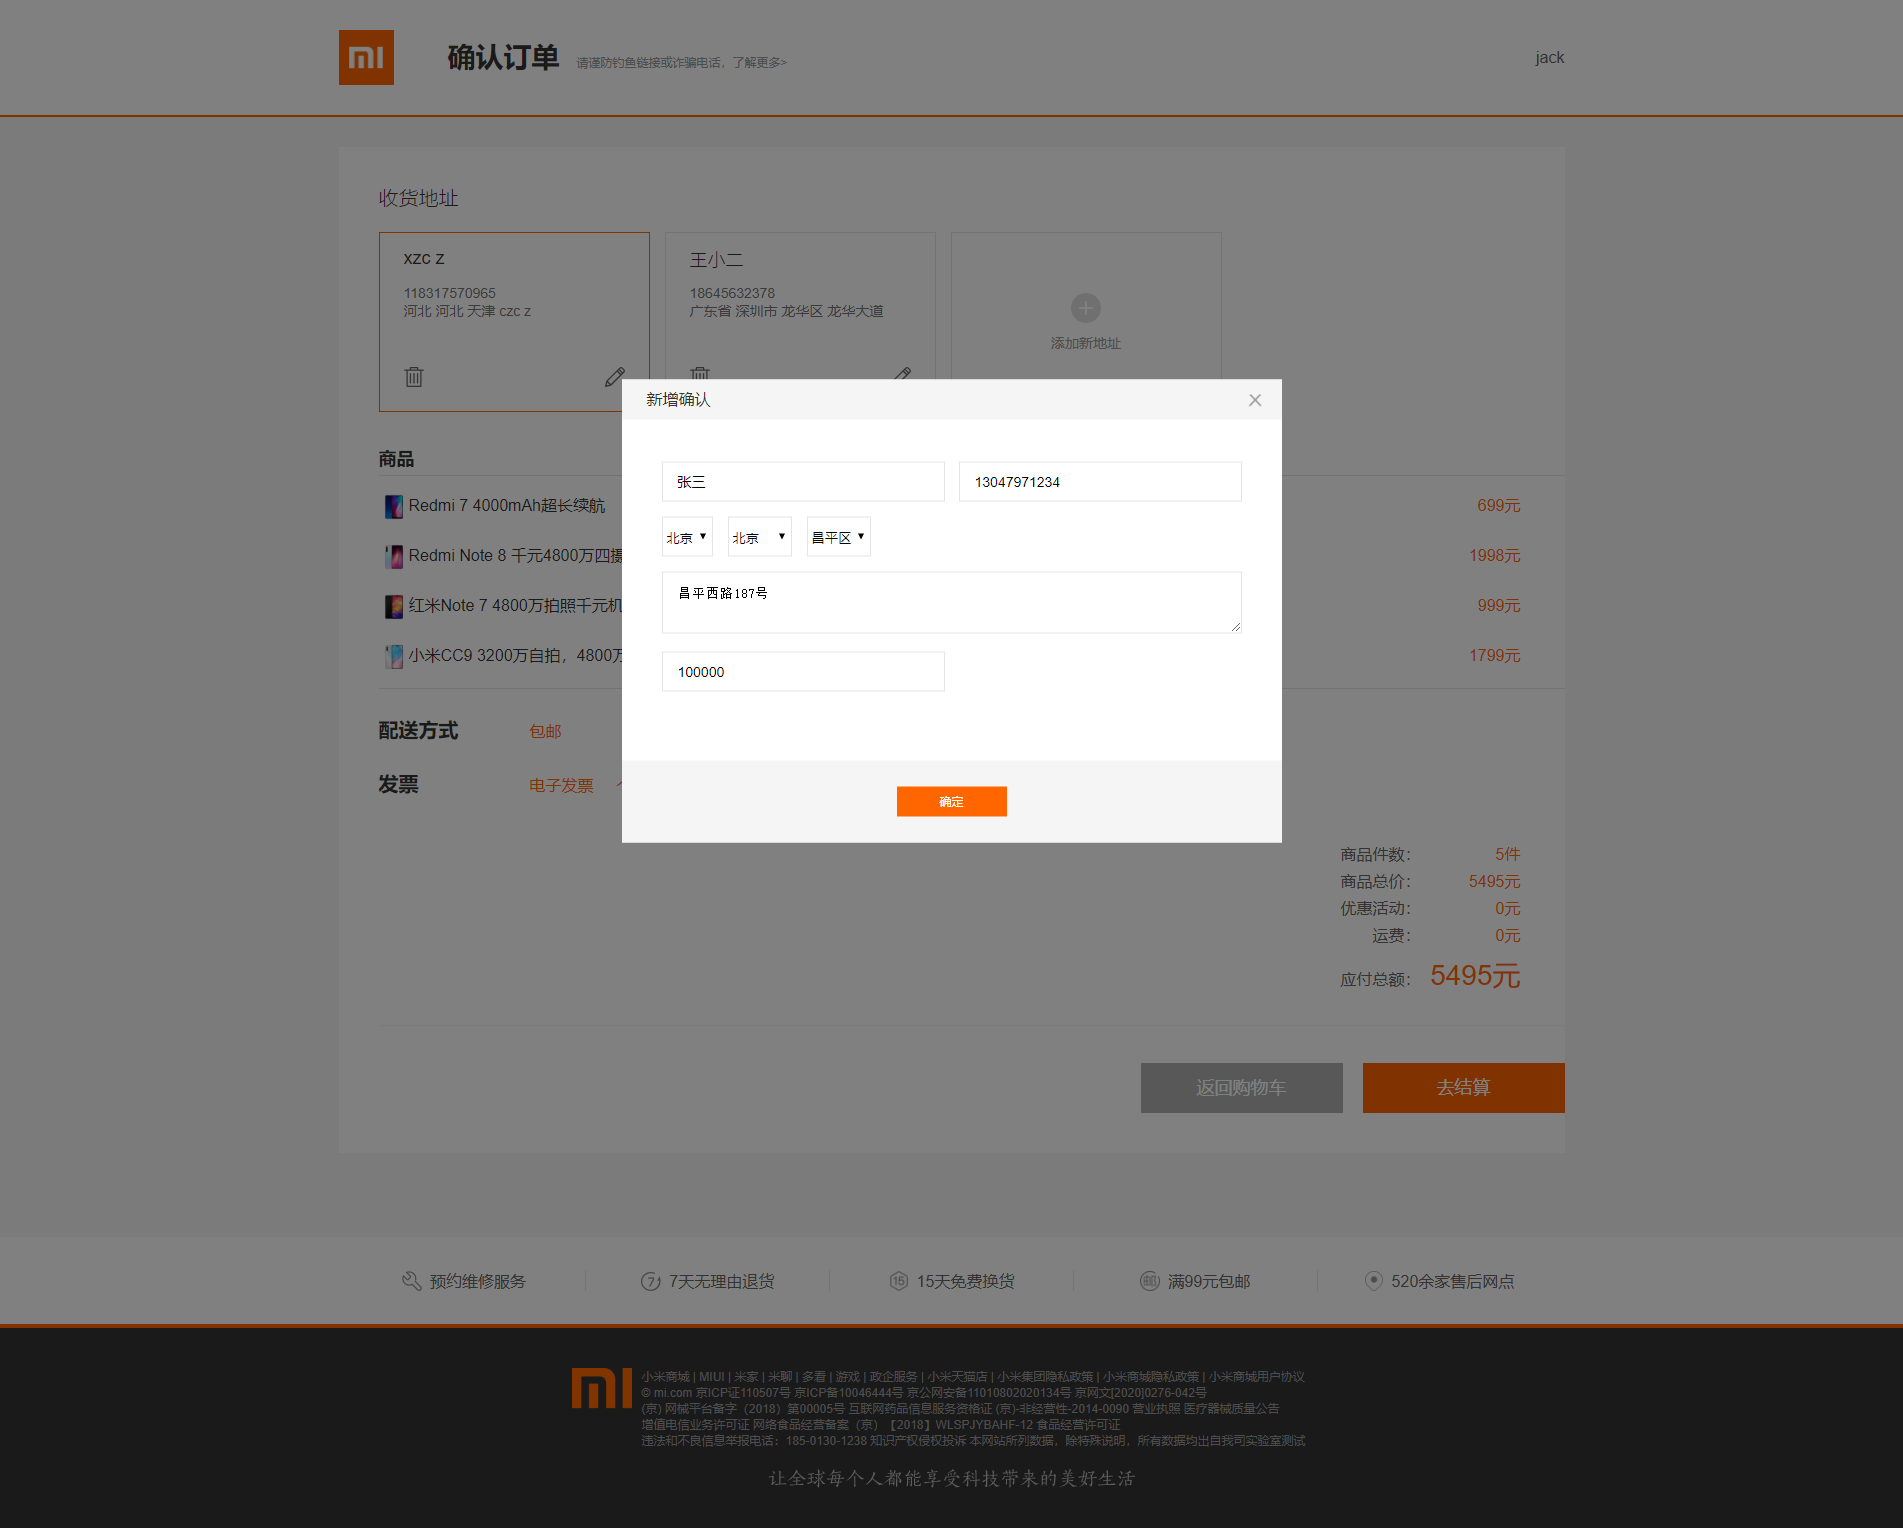 mi
确认订单 请谨防钓鱼链接或诈骗电话，了解更多>
jack
收货地址
xzc z
118317570965
河北 河北 天津 czc z
王小二
18645632378
广东省 深圳市 龙华区 龙华大道
添加新地址
新增确认
张三
13047971234
北京 北京 昌平区
昌平西路187号
100000
确定
商品
Redmi 7 4000mAh超长续航 699元
Redmi Note 8 千元4800万四摄 1998元
红米Note 7 4800万拍照千元机 999元
小米CC9 3200万自拍，4800万 1799元
配送方式 包邮
发票 电子发票
商品件数： 5件
商品总价： 5495元
优惠活动： 0元
运费： 0元
应付总额： 5495元
返回购物车 去结算
预约维修服务 7天无理由退货 15天免费换货 满99元包邮 520余家售后网点
mi
小米商城 | MIUI | 米家 | 米聊 | 多看 | 游戏 | 政企服务 | 小米天猫店 | 小米集团隐私政策 | 小米商城隐私政策 | 小米商城用户协议
© mi.com 京ICP证110507号 京ICP备10046444号 京公网安备11010802020134号 京网文[2020]0276-042号
(京) 网械平台备字（2018）第00005号 互联网药品信息服务资格证 (京)-非经营性-2014-0090 营业执照 医疗器械质量公告
增值电信业务许可证 网络食品经营备案（京）【2018】WLSPJYBAHF-12 食品经营许可证
违法和不良信息举报电话：185-0130-1238 知识产权侵权投诉 本网站所列数据，除特殊说明，所有数据均出自我司实验室测试
让全球每个人都能享受科技带来的美好生活